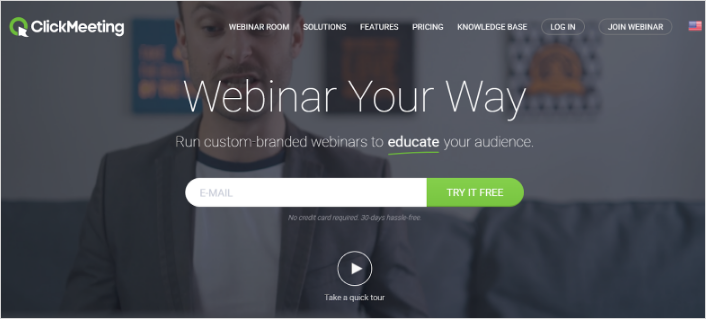 ClickMeeting
WEBINAR ROOM SOLUTIONS FEATURES PRICING KNOWLEDGE BASE LOG IN JOIN WEBINAR
Webinar Your Way
Run custom-branded webinars to educate your audience.
E-MAIL TRY IT FREE
No credit card required. 30-days hassle-free.
Take a quick tour